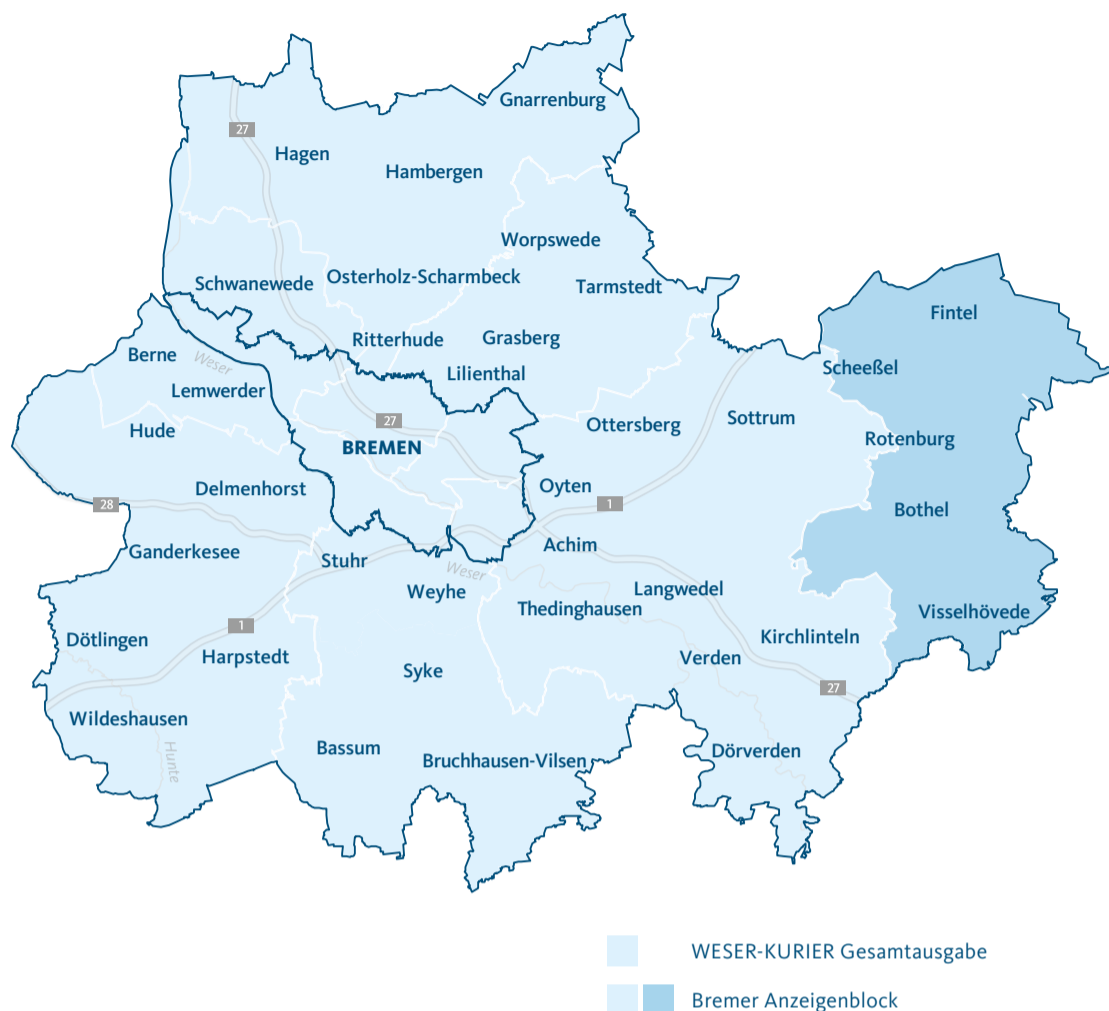 Gnarrenburg
27
Hagen
Hambergen
Worpswede
Osterholz-Scharmbeck
Schwanewede
Tarmstedt
Fintel
Ritterhude
Grasberg
Berne
Weser
Lilienthal
Scheeßel
Lemwerder
27
Ottersberg
Sottrum
Hude
BREMEN
Rotenburg
Delmenhorst
Oyten
28
1
Bothel
Ganderkesee
Achim
Stuhr
Weser
Weyhe
Langwedel
Thedinghausen
Visselhövede
1
Dötlingen
Kirchlinteln
Harpstedt
Verden
Syke
27
Wildeshausen
Hunte
Bassum
Dörverden
Bruchhausen-Vilsen
WESER-KURIER Gesamtausgabe
Bremer Anzeigenblock